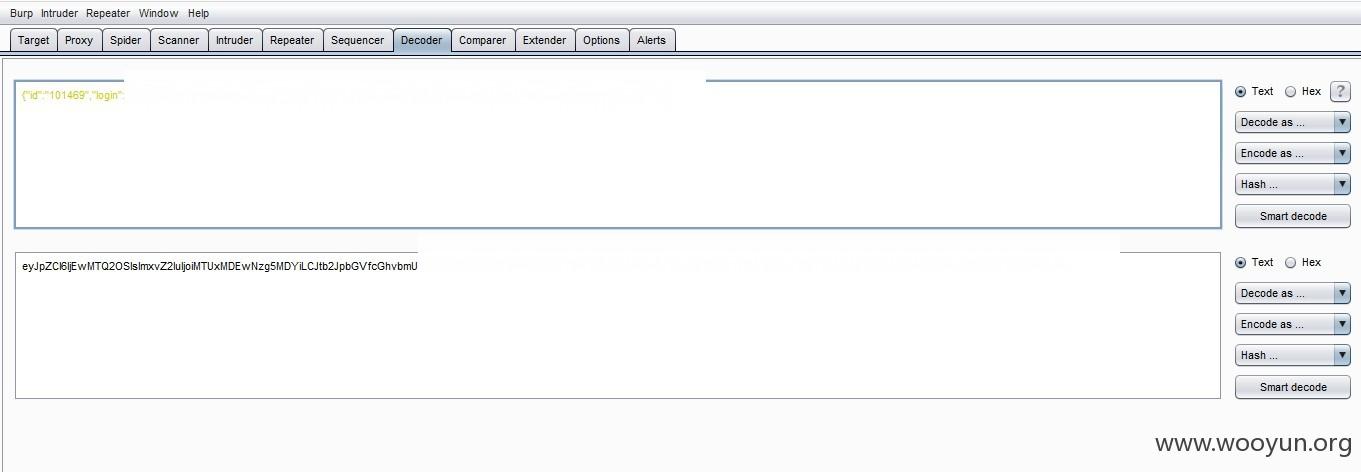 Burp Intruder Repeater Window Help
Target Proxy Spider Scanner Intruder Repeater Sequencer Decoder Comparer Extender Options Alerts
{"id":"101469","login":
Text Hex ?
Decode as ...
Encode as ...
Hash ...
Smart decode
eyJpZCI6IjEwMTQ2OSIsImxvZ2luIjoiMTUxMDEwNzg5MDYiLCJtb2JpbGVfcGhvbmU
Text Hex
Decode as ...
Encode as ...
Hash ...
Smart decode
www.wooyun.org